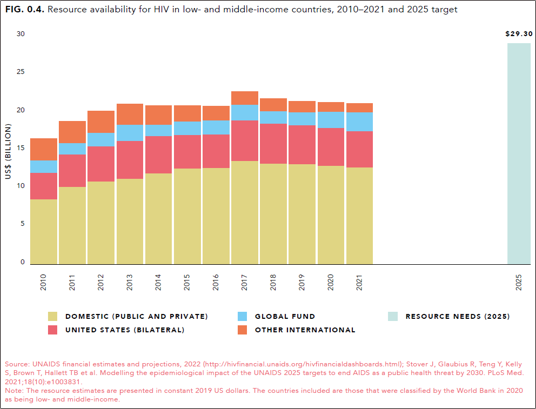 FIG. 0.4. Resource availability for HIV in low- and middle-income countries, 2010–2021 and 2025 target
30
$29.30
25
20
15
10
5
0
US$ (BILLION)
2010
2011
2012
2013
2014
2015
2016
2017
2018
2019
2020
2021
2025
DOMESTIC (PUBLIC AND PRIVATE)
GLOBAL FUND
RESOURCE NEEDS (2025)
UNITED STATES (BILATERAL)
OTHER INTERNATIONAL
Source: UNAIDS financial estimates and projections, 2022 (http://hivfinancial.unaids.org/hivfinancialdashboards.html); Stover J, Glaubius R, Teng Y, Kelly
S, Brown T, Hallett TB et al. Modelling the epidemiological impact of the UNAIDS 2025 targets to end AIDS as a public health threat by 2030. PLoS Med.
2021;18(10):e1003831.
Note: The resource estimates are presented in constant 2019 US dollars. The countries included are those that were classified by the World Bank in 2020
as being low- and middle-income.